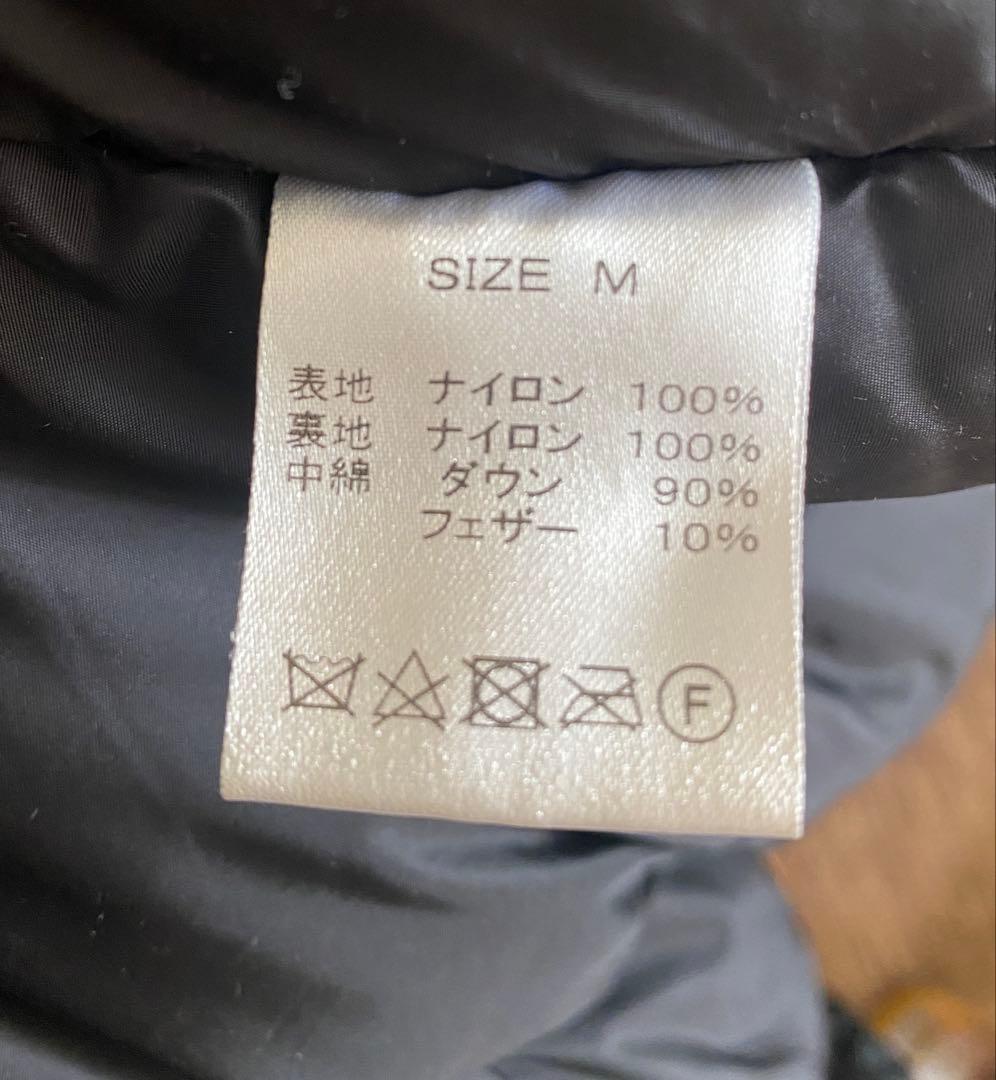 SIZE M
表地 ナイロン 100%
裏地 ナイロン 100%
中綿 ダウン 90%
フェザー 10%
F